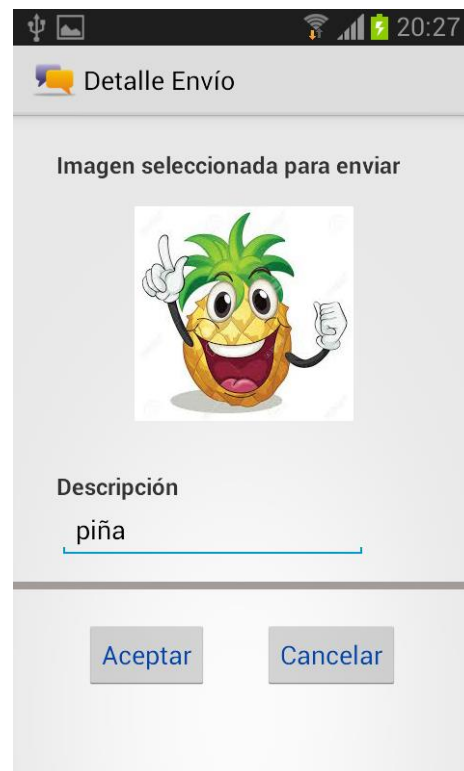 20:27
Detalle Envío
Imagen seleccionada para enviar
Descripción
piña
Aceptar Cancelar